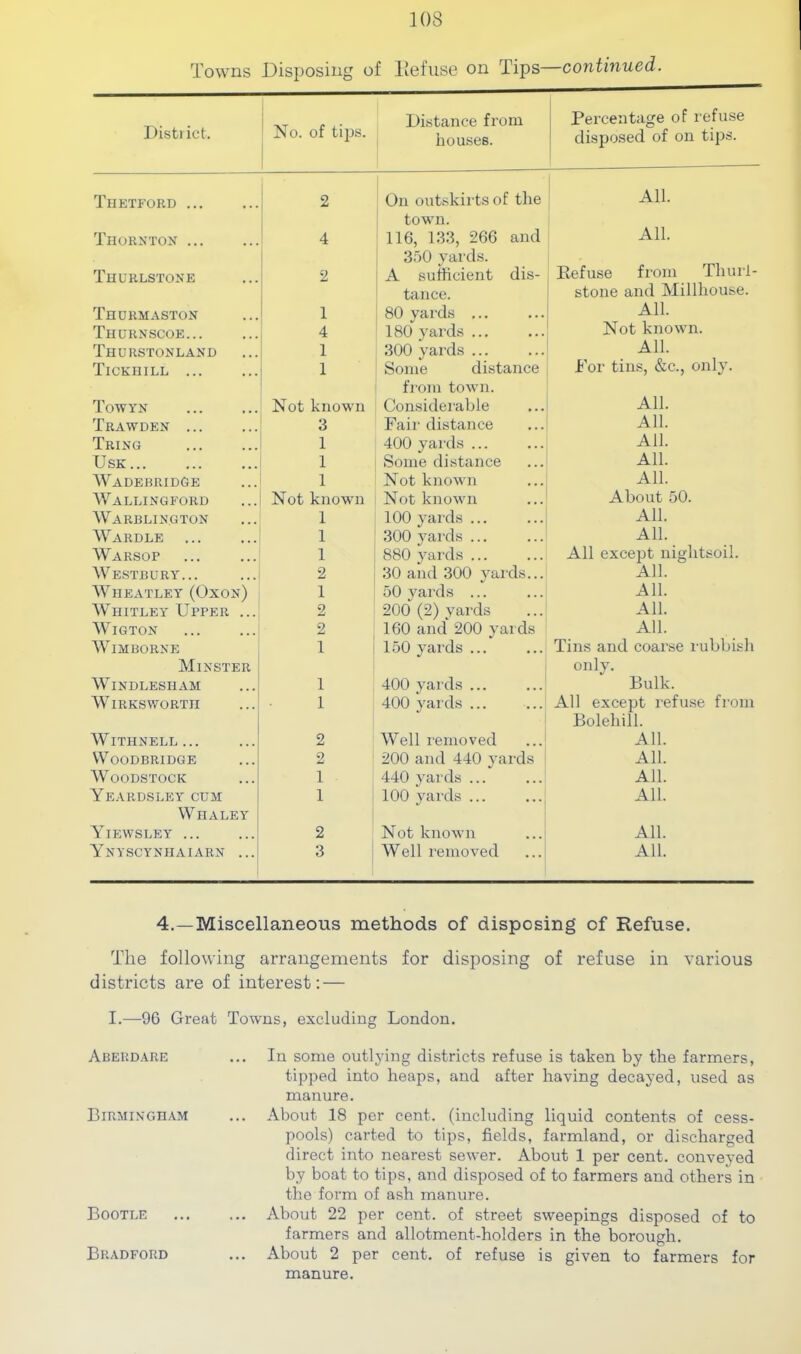 108
Towns Disposing of Refuse on Tips—continued.
District. No. of tips. Distance from houses. Percentage of refuse disposed of on tips.
THETFORD ... ... 2 On outskirts of the town. All.
THORNTON ... ... 4 116, 133, 266 and 350 yards. All.
THURLSTONE ... 2 A sufficient distance. Refuse from Thurlstone and Millhouse.
THURMASTON ... 1 80 yards ... ... All.
THURNSCOE... ... 4 180 yards ... ... Not known.
THURSTONLAND ... 1 300 yards ... ... All.
TICKHILL ... ... 1 Some distance from town. For tins, &c., only.
TOWYN ... ... Not known Considerable ... All.
TRAWDEN ... ... 3 Fair distance ... All.
TRING ... ... 1 400 yards ... ... All.
USK... ... ... 1 Some distance ... All.
WADEBRIDGE ... 1 Not known ... All.
WALLINGFORD ... Not known Not known ... About 50.
WARBLINGTON ... 1 100 yards ... ... All.
WARDLE ... ... 1 300 yards ... ... All.
WARSOP ... ... 1 880 yards ... ... All except nightsoil.
WESTBURY... ... 2 30 and 300 yards... All.
WHEATLEY (OXON) 1 50 yards ... ... All.
WHITLEY UPPER ... 2 200 (2) yards ... All.
WIGTON ... ... 2 160 and 200 yards All.
WIMBORNE MINSTER 1 150 yards ... ... Tins and coarse rubbish only.
WINDLESHAM ... 1 400 yards ... ... Bulk.
WIRKSWORTH ... 1 400 yards ... ... All except refuse from Bolehill.
WITHNELL... ... 2 Well removed ... All.
WOODBRIDGE ... 2 200 and 440 yards All.
WOODSTOCK ... 1 440 yards ... ... All.
YEARDSLEY CUM WHALEY 1 100 yards ... ... All.
YIEWSLEY ... ... 2 Not known ... All.
YNYSCYNHAIARN ... 3 Well removed ... All.
4.—Miscellaneous methods of disposing of Refuse.
The following arrangements for disposing of refuse in various
districts are of interest:—
I.—96 Great Towns, excluding London.
ABERDARE ... In some outlying districts refuse is taken by the farmers,
tipped into heaps, and after having decayed, used as
manure.
BIRMINGHAM ... About 18 per cent. (including liquid contents of cess-
pools) carted to tips, fields, farmland, or discharged
direct into nearest sewer. About 1 per cent. conveyed
by boat to tips, and disposed of to farmers and others in
the form of ash manure.
BOOTLE ... ... About 22 per cent. of street sweepings disposed of to
farmers and allotment-holders in the borough.
BRADFORD ... About 2 per cent. of refuse is given to farmers for
manure.